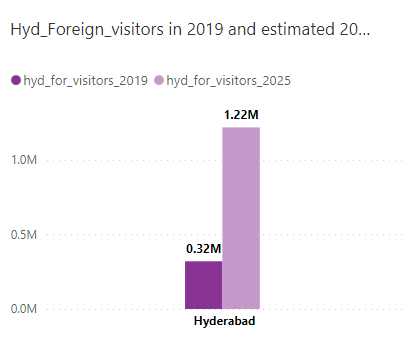 Hyd_Foreign_visitors in 2019 and estimated 20...
hyd_for_visitors_2019 hyd_for_visitors_2025
1.22M
1.0M
0.5M
0.32M
0.0M
Hyderabad